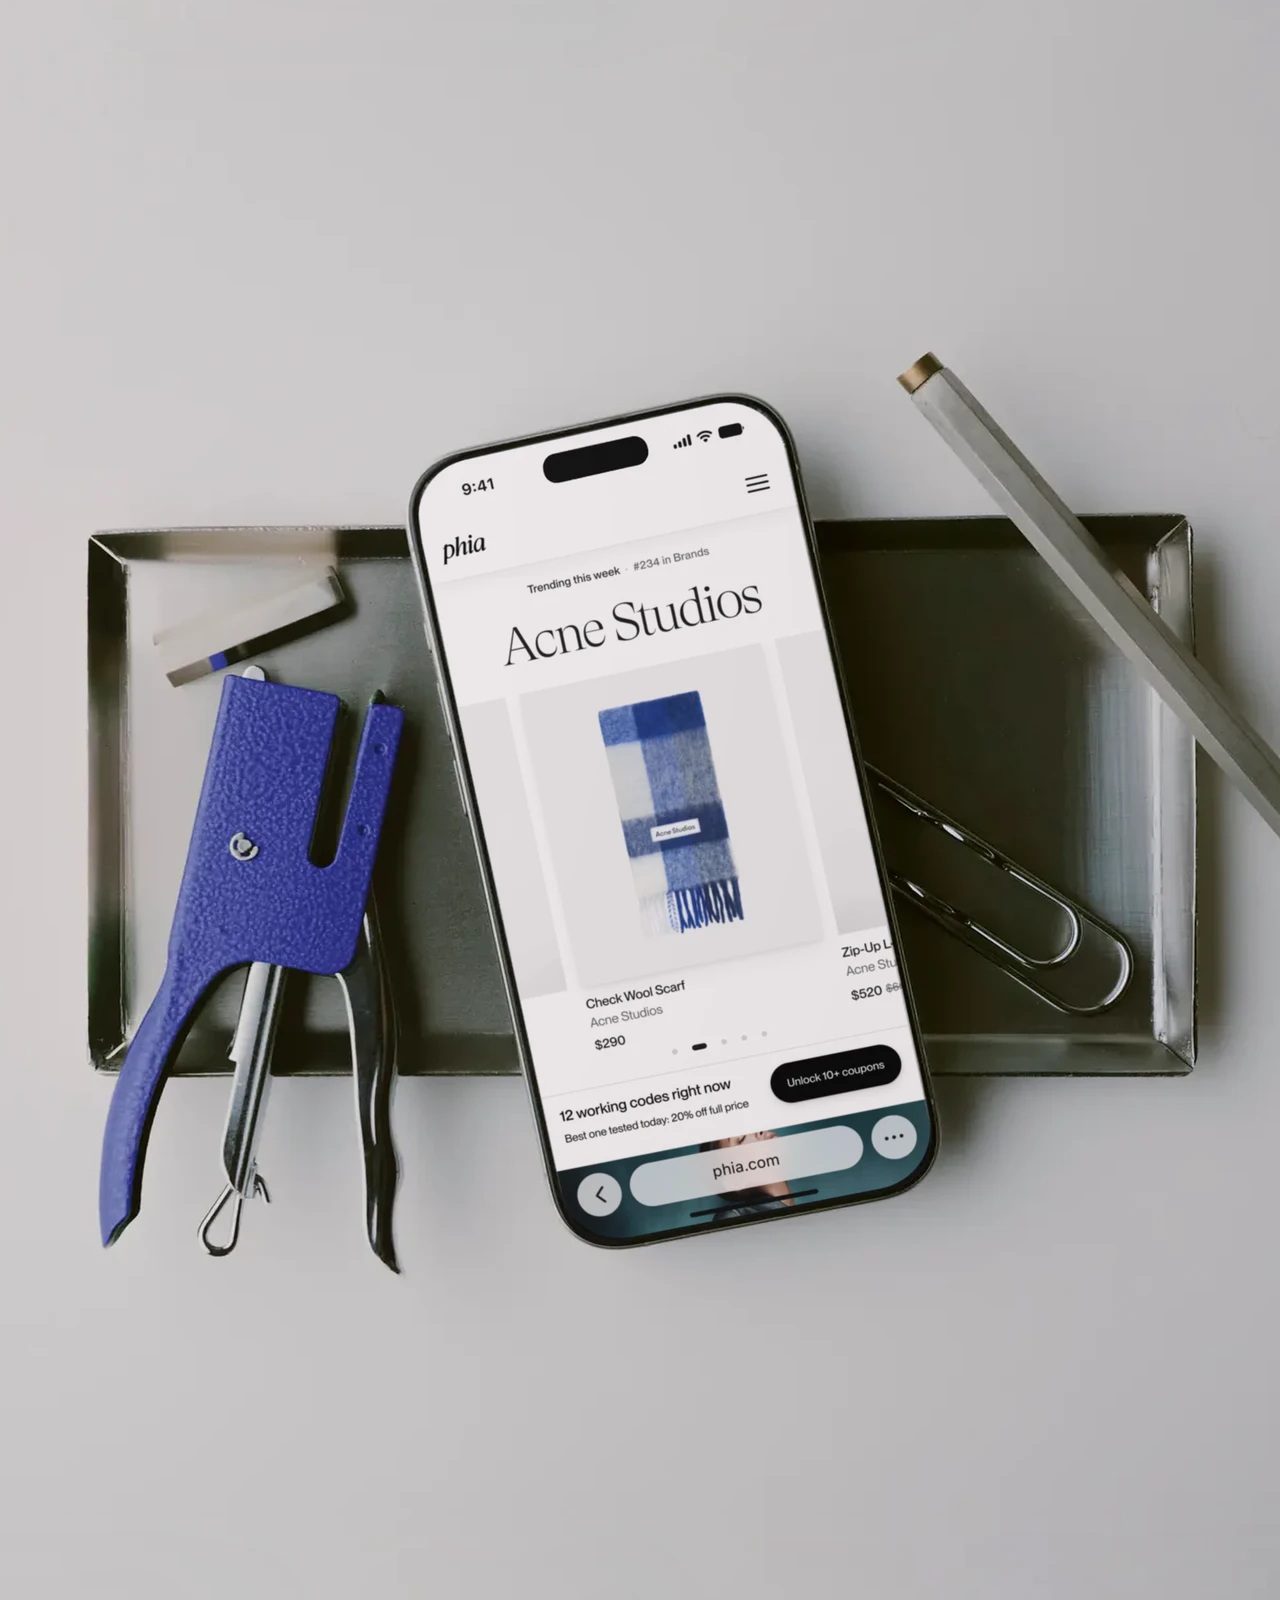 9:41
phia
Trending this week · #234 in Brands
Acne Studios
Acne Studios
Check Wool Scarf
Acne Studios
$290
Zip-Up
Acne
$520
12 working codes right now
Best one tested today: 20% off full price
Unlock 10+ coupons
phia.com